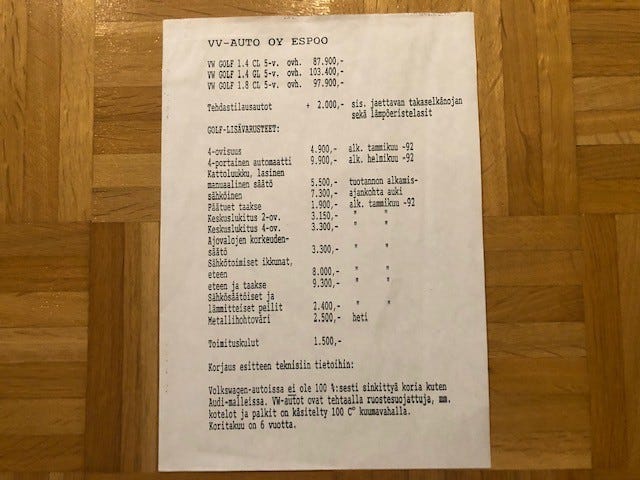 VV-AUTO OY ESPOO
VW GOLF 1.4 CL 5-v. ovh. 87.900,-
VW GOLF 1.4 GL 5-v. ovh. 103.400,-
VW GOLF 1.8 CL 5-v. ovh. 97.900,-
Tehdastilausautot + 2.000,- sis. jaettavan takaselkänojan
sekä lämpöeristelasit
GOLF-LISÄVARUSTEET:
4-ovisuus 4.900,- alk. tammikuu -92
4-portainen automaatti 9.900,- alk. helmikuu -92
Kattoluukku, lasinen
manuaalinen säätö 5.500,- tuotannon alkamis-
sähköinen 7.300,- ajankohta auki
Päätuet taakse 1.900,- alk. tammikuu -92
Keskuslukitus 2-ov. 3.150,- " "
Keskuslukitus 4-ov. 3.300,- " "
Ajovalojen korkeuden-
säätö 3.300,- " "
Sähkötoimiset ikkunat,
eteen 8.000,- " "
eteen ja taakse 9.300,- " "
Sähkösäätöiset ja
lämmitteiset peilit 2.400,- " "
Metallihohtoväri 2.500,- heti
Toimituskulut 1.500,-
Korjaus esitteen teknisiin tietoihin:
Volkswagen-autoissa ei ole 100 %:sesti sinkittyä koria kuten
Audi-malleissa. VW-autot ovat tehtaalla ruostesuojattuja, mm.
kotelot ja palkit on käsitelty 100 C° kuumavahalla.
Koritakuu on 6 vuotta.